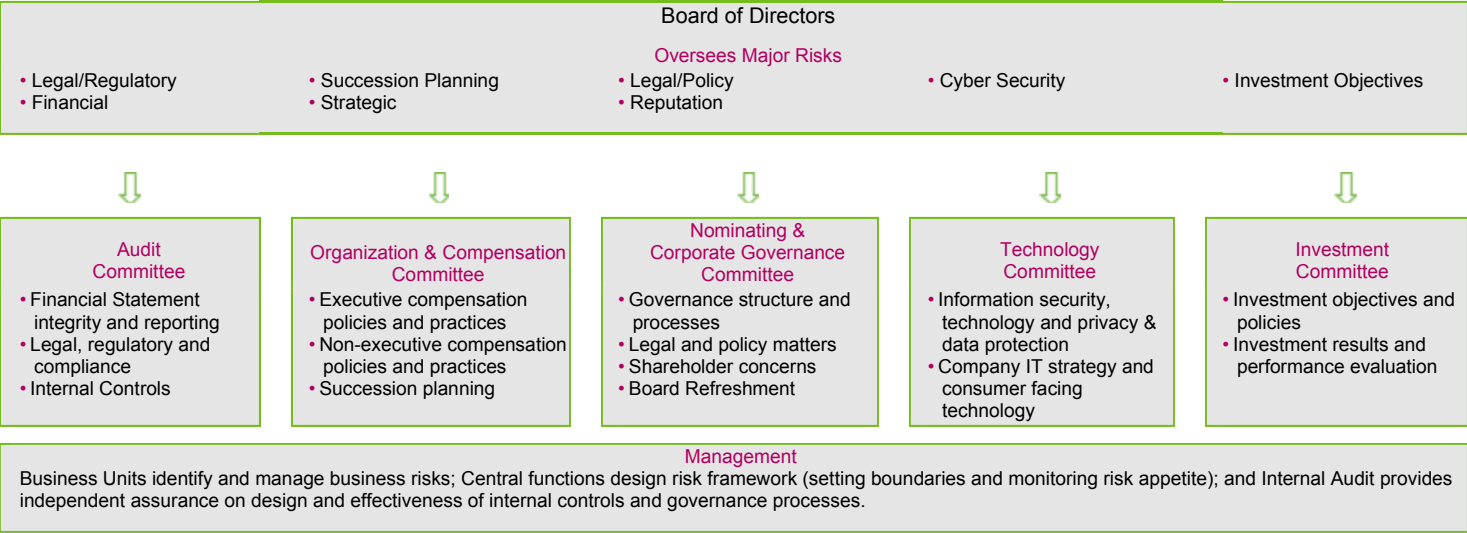 Board of Directors
Oversees Major Risks
• Legal/Regulatory
• Financial
• Succession Planning
• Strategic
• Legal/Policy
• Reputation
• Cyber Security
• Investment Objectives
Audit
Committee
• Financial Statement
integrity and reporting
• Legal, regulatory and
compliance
• Internal Controls
Organization & Compensation
Committee
• Executive compensation
policies and practices
• Non-executive compensation
policies and practices
• Succession planning
Nominating &
Corporate Governance
Committee
• Governance structure and
processes
• Legal and policy matters
• Shareholder concerns
• Board Refreshment
Technology
Committee
• Information security,
technology and privacy &
data protection
• Company IT strategy and
consumer facing
technology
Investment
Committee
• Investment objectives and
policies
• Investment results and
performance evaluation
Management
Business Units identify and manage business risks; Central functions design risk framework (setting boundaries and monitoring risk appetite); and Internal Audit provides
independent assurance on design and effectiveness of internal controls and governance processes.